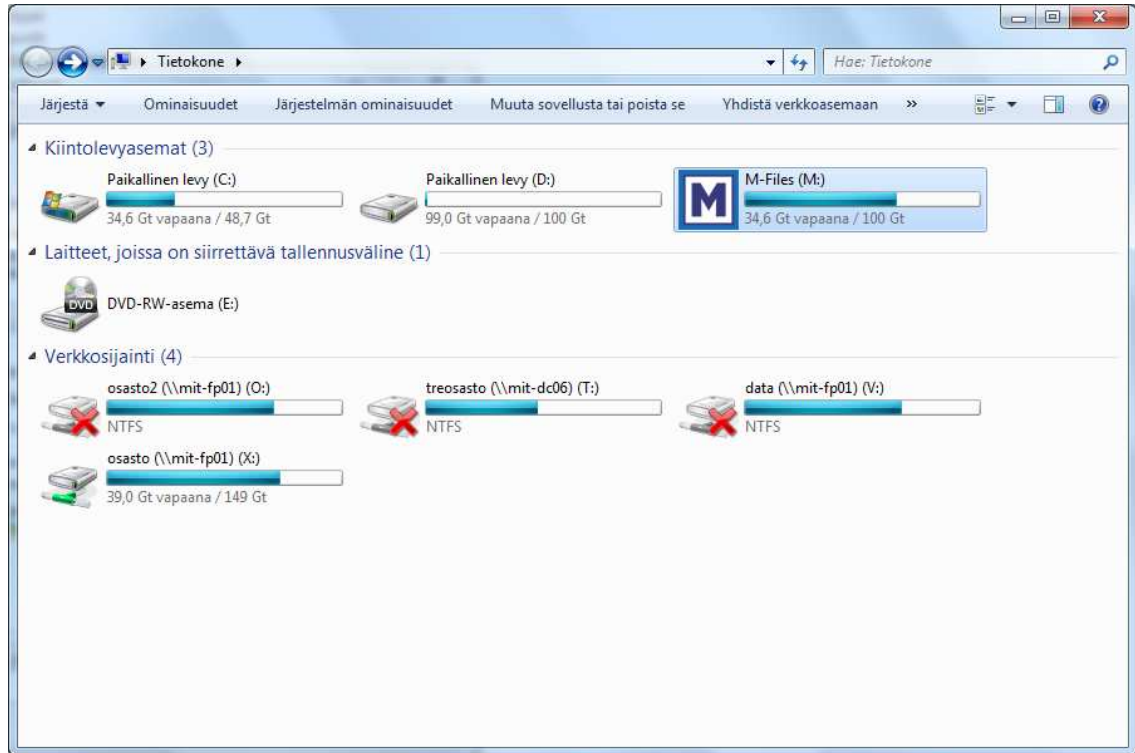 Tietokone
Hae: Tietokone
Järjestä Ominaisuudet Järjestelmän ominaisuudet Muuta sovellusta tai poista se Yhdistä verkkoasemaan »
Kiintolevyasemat (3)
Paikallinen levy (C:)
34,6 Gt vapaana / 48,7 Gt
Paikallinen levy (D:)
99,0 Gt vapaana / 100 Gt
M
M-Files (M:)
34,6 Gt vapaana / 100 Gt
Laitteet, joissa on siirrettävä tallennusväline (1)
DVD
DVD-RW-asema (E:)
Verkkosijainti (4)
osasto2 (\\mit-fp01) (O:)
NTFS
treosasto (\\mit-dc06) (T:)
NTFS
data (\\mit-fp01) (V:)
NTFS
osasto (\\mit-fp01) (X:)
39,0 Gt vapaana / 149 Gt